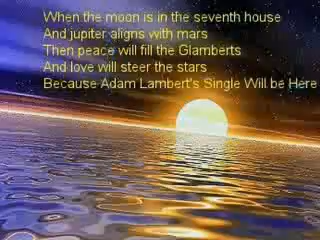 When the moon is in the seventh house
And jupiter aligns with mars
Then peace will fill the Glamberts
And love will steer the stars
Because Adam Lambert's Single Will be Here